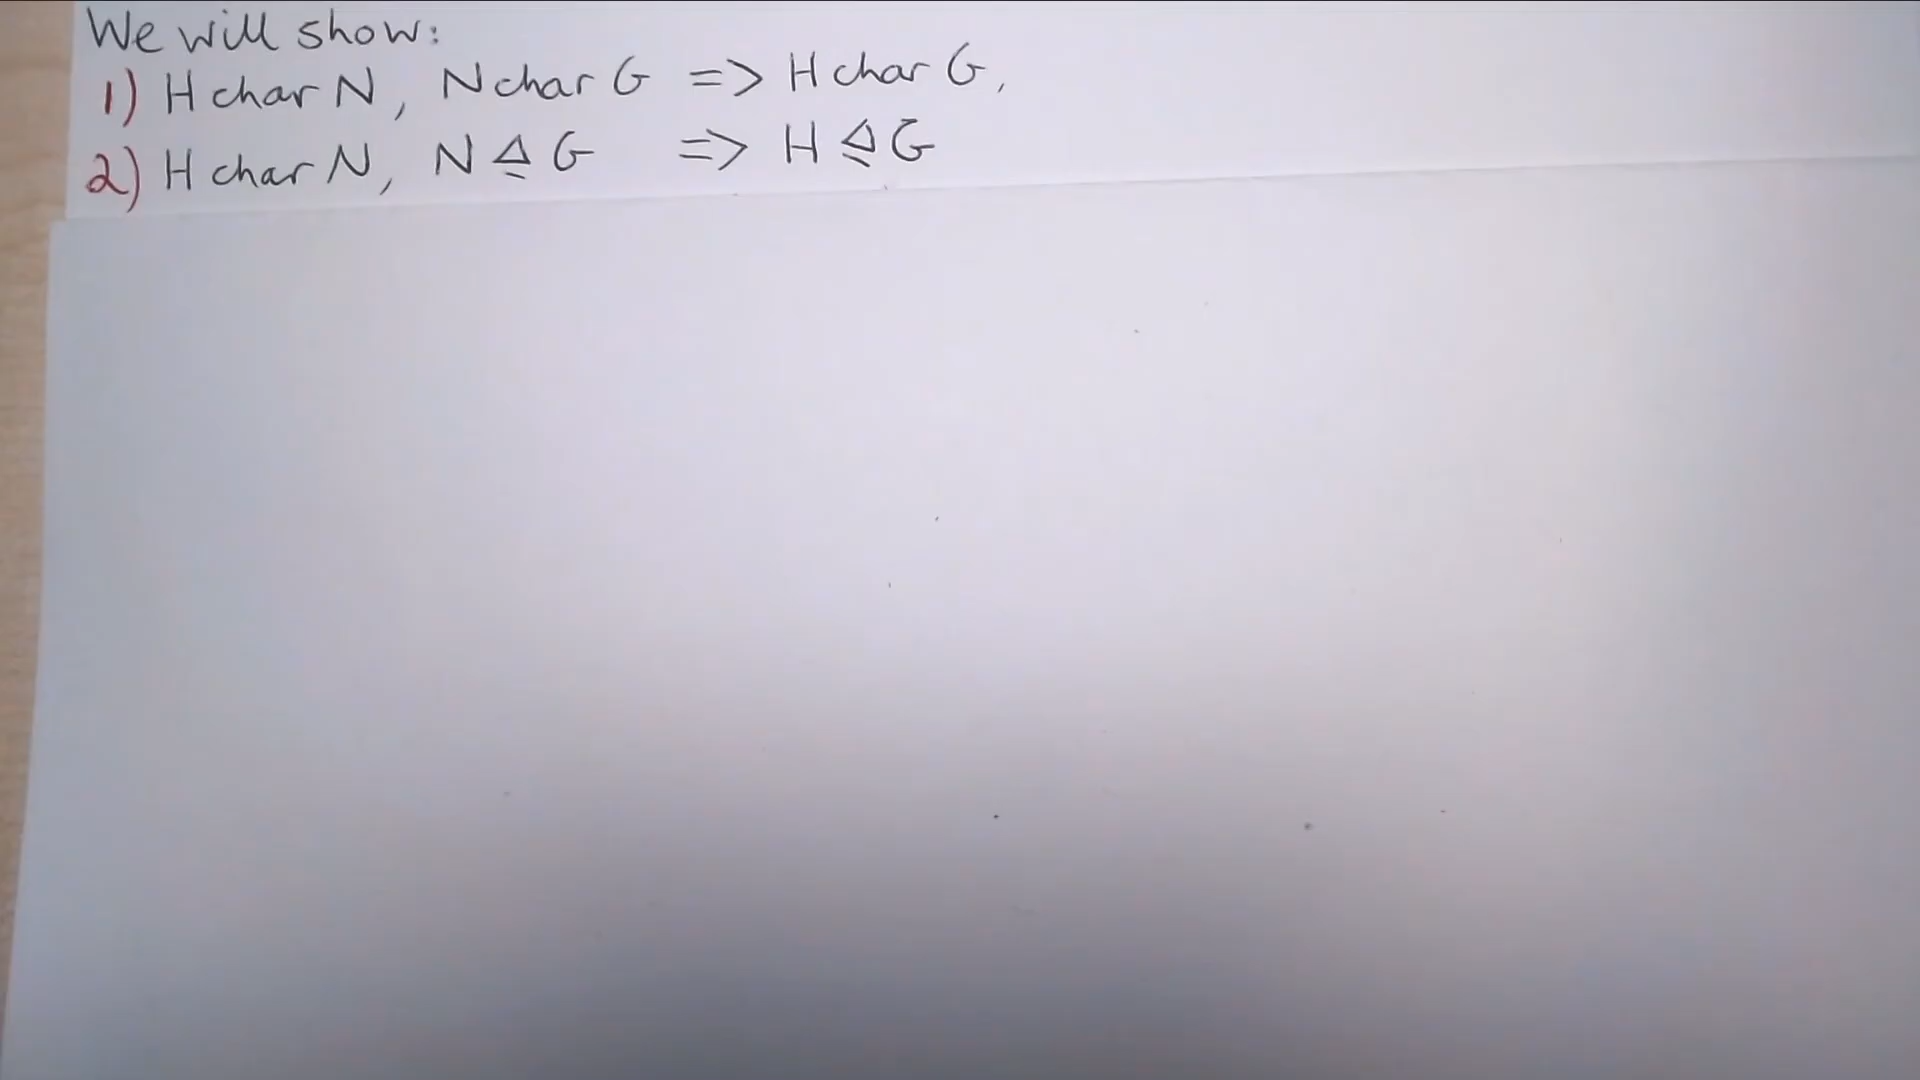 We will show:
1) H char N, N char G => H char G,
2) H char N, N ⊴ G => H ⊴ G